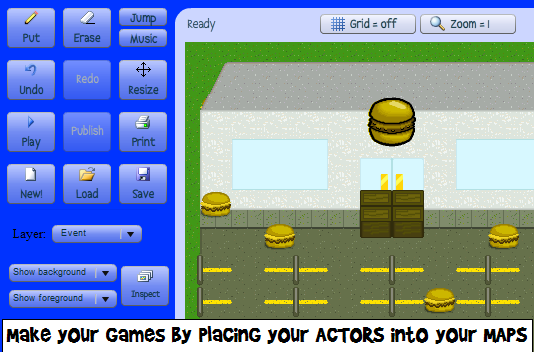 Put
Erase
Jump
Music
Ready
Grid = off
Zoom = 1
Undo
Redo
Resize
Play
Publish
Print
New!
Load
Save
Layer:
Event
Show background
Show foreground
Inspect
Make your Games By Placing your ACTORS into your MAPS